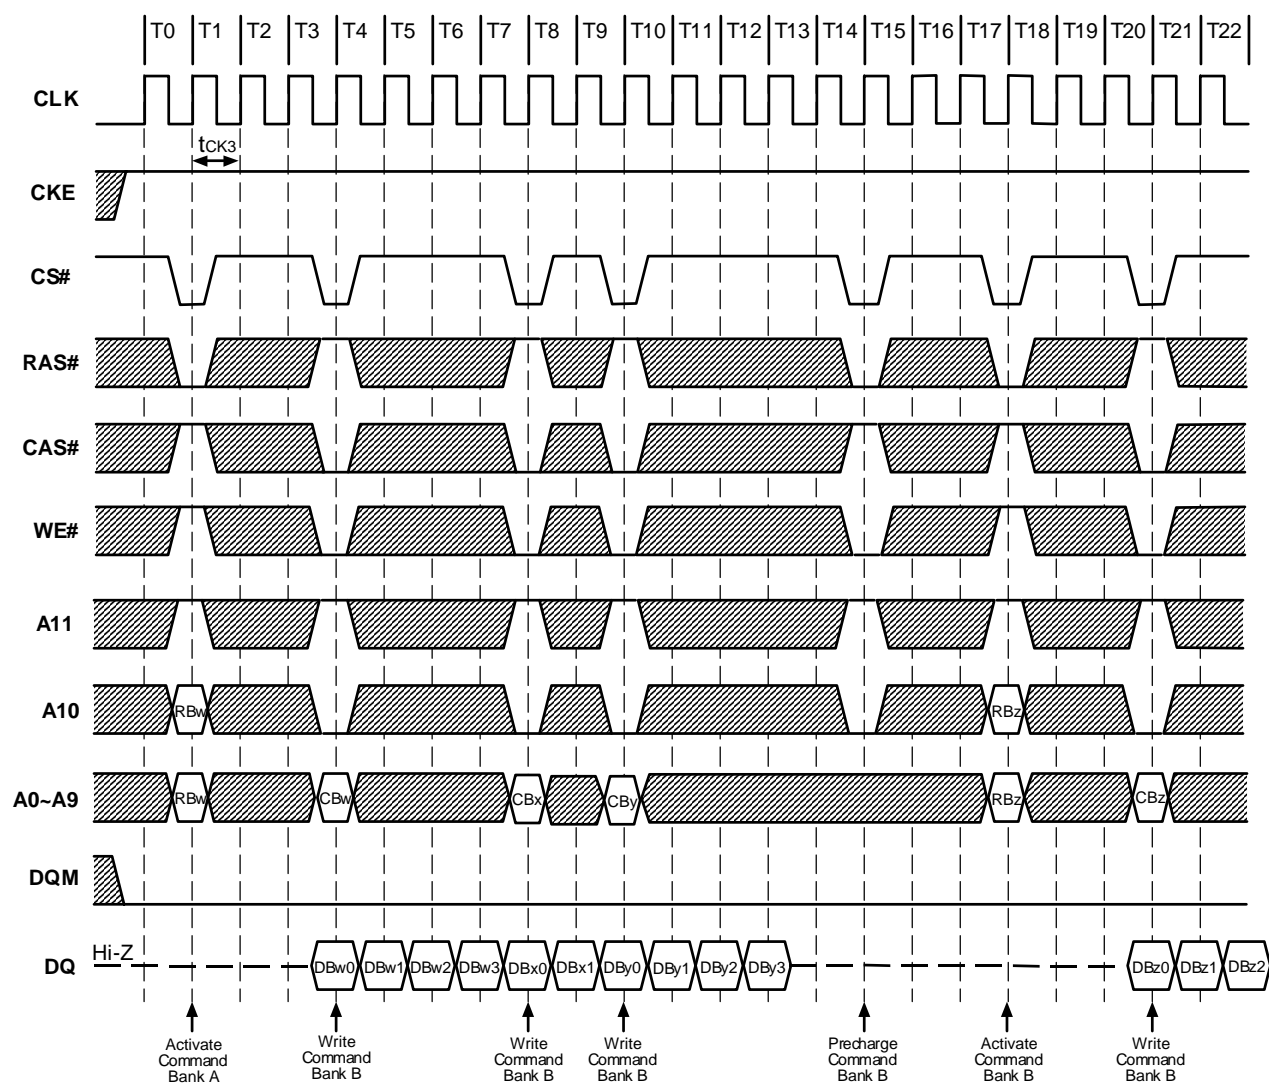 T0 T1 T2 T3 T4 T5 T6 T7 T8 T9 T10 T11 T12 T13 T14 T15 T16 T17 T18 T19 T20 T21 T22
CLK
tCK3
CKE
CS#
RAS#
CAS#
WE#
A11
A10 RBw RBz
A0~A9 RBw CBw CBx CBy RBz CBz
DQM
Hi-Z
DQ DBw0 DBw1 DBw2 DBw3 DBx0 DBx1 DBy0 DBy1 DBy2 DBy3 DBz0 DBz1 DBz2
Activate
Command
Bank A
Write
Command
Bank B
Write
Command
Bank B
Write
Command
Bank B
Precharge
Command
Bank B
Activate
Command
Bank B
Write
Command
Bank B